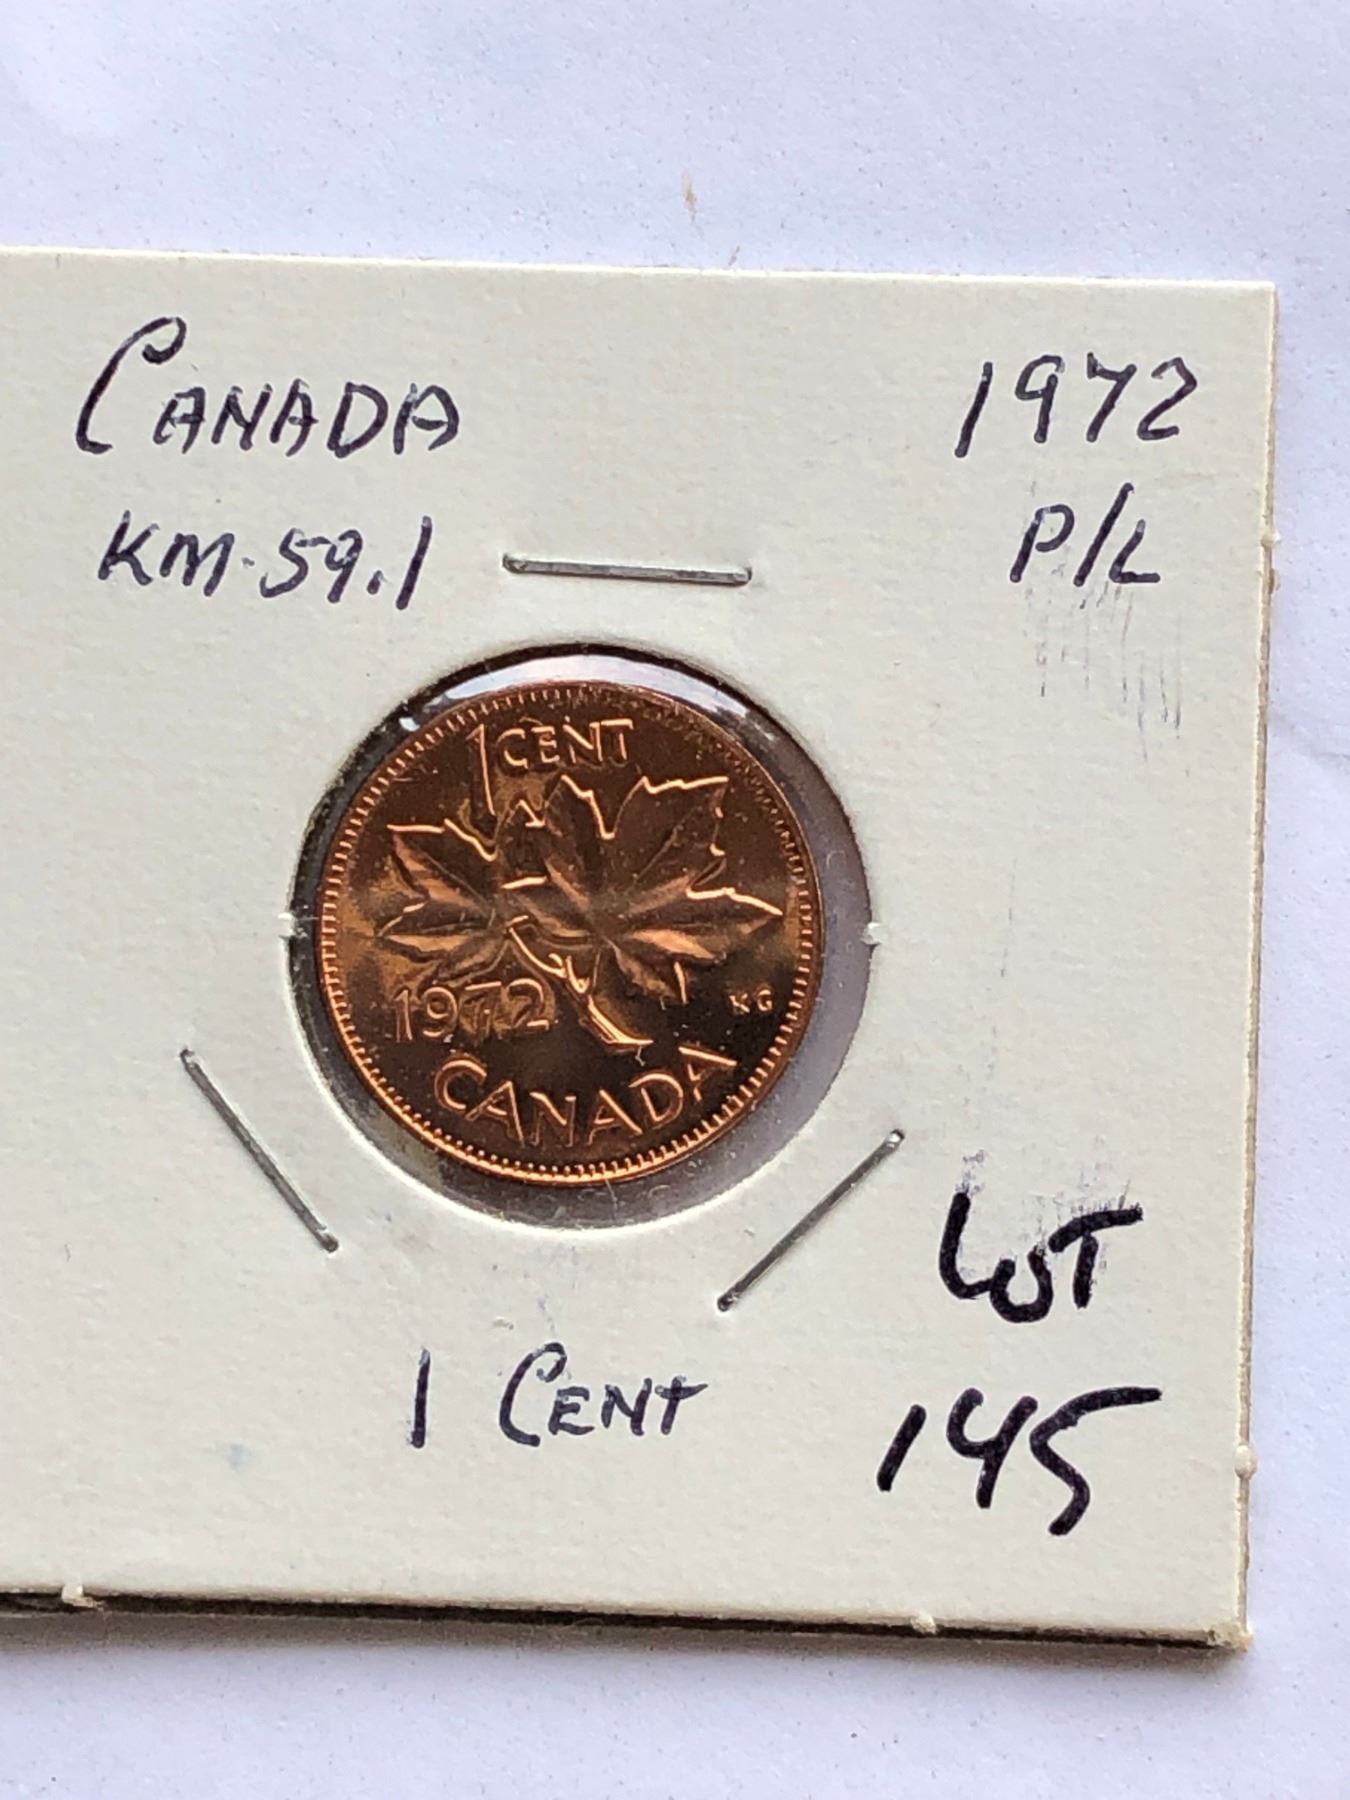 CANADA
1972
KM-59.1
P/L
1 CENT
1972
KG
CANADA
LOT
1 CENT
145